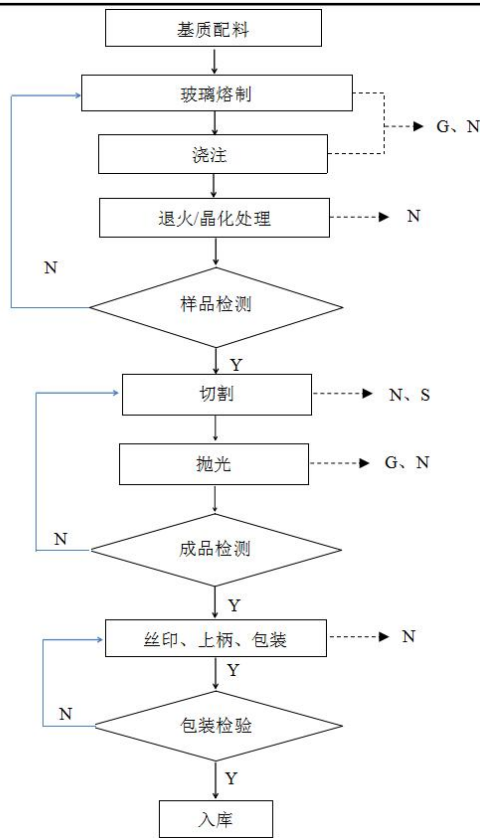 基质配料
玻璃熔制
G、N
浇注
退火/晶化处理
N
N
样品检测
Y
切割
N、S
抛光
G、N
N
成品检测
Y
丝印、上柄、包装
N
Y
N
包装检验
Y
入库